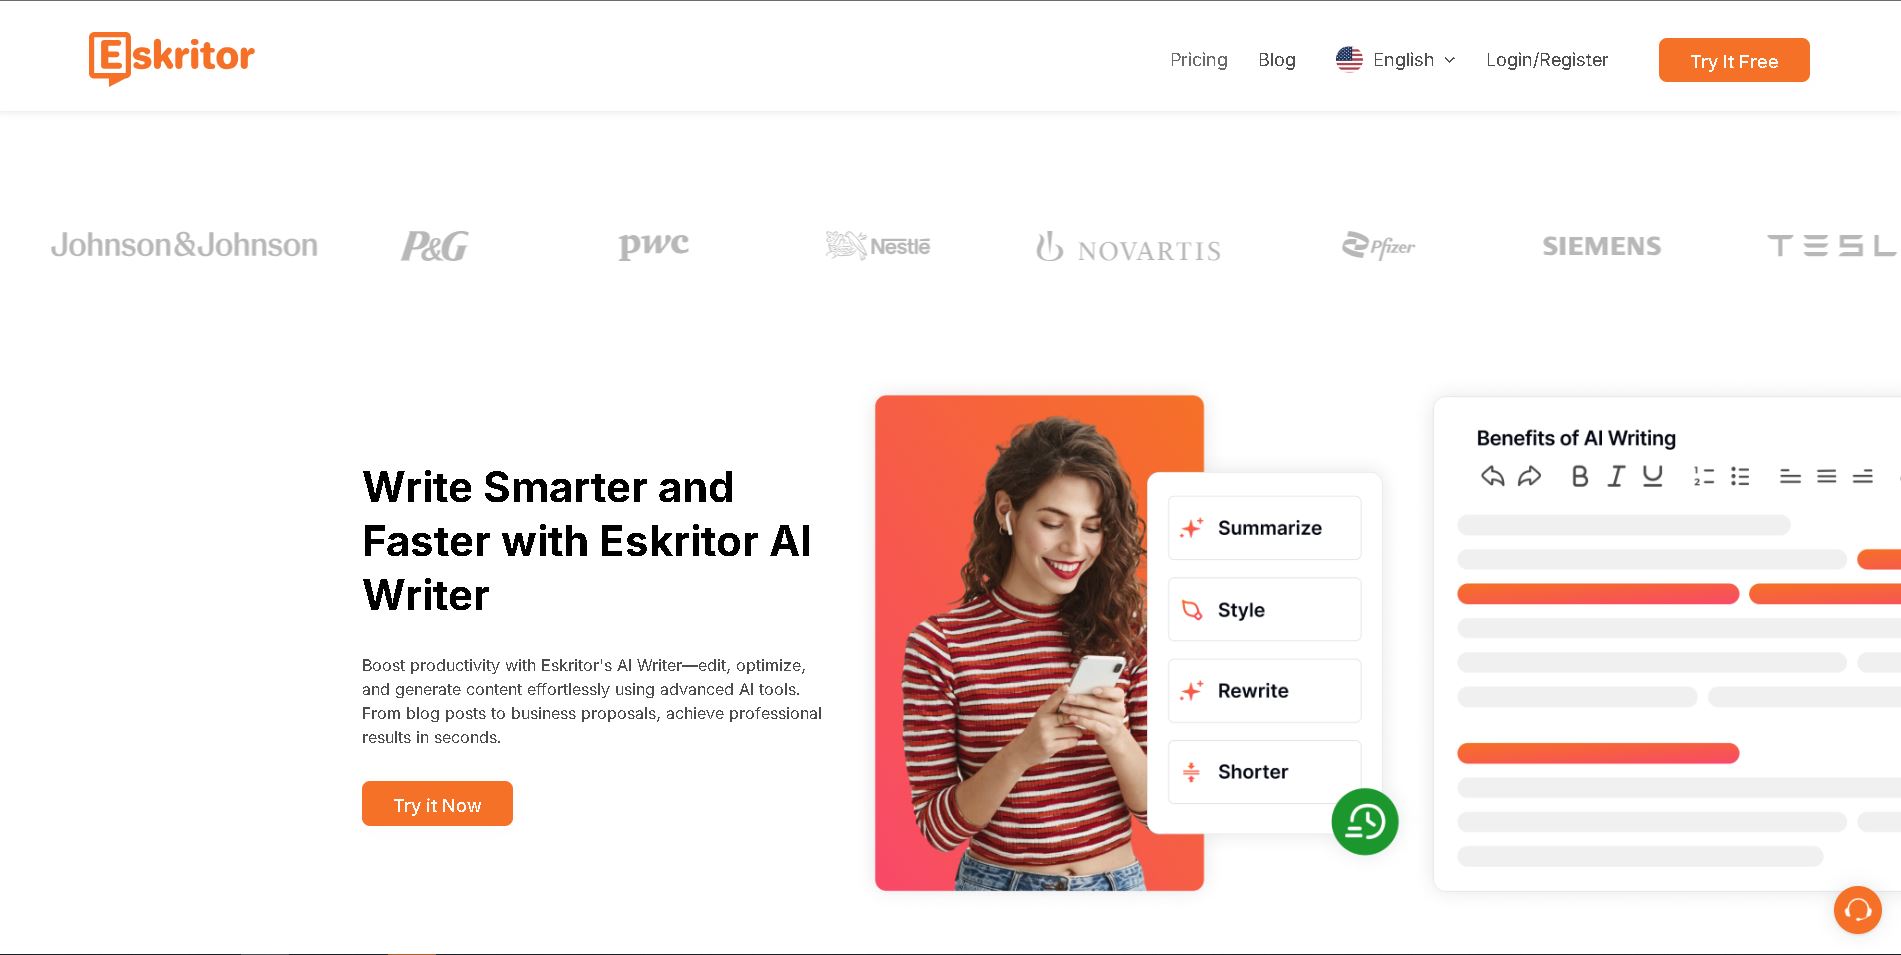 Eskritor
Pricing
Blog
English
Login/Register
Try It Free
Johnson&Johnson
P&G
pwc
Nestlé
NOVARTIS
Pfizer
SIEMENS
TESL
Write Smarter and
Faster with Eskritor AI
Writer
Boost productivity with Eskritor's AI Writer—edit, optimize,
and generate content effortlessly using advanced AI tools.
From blog posts to business proposals, achieve professional
results in seconds.
Try it Now
Summarize
Style
Rewrite
Shorter
Benefits of AI Writing
B I U